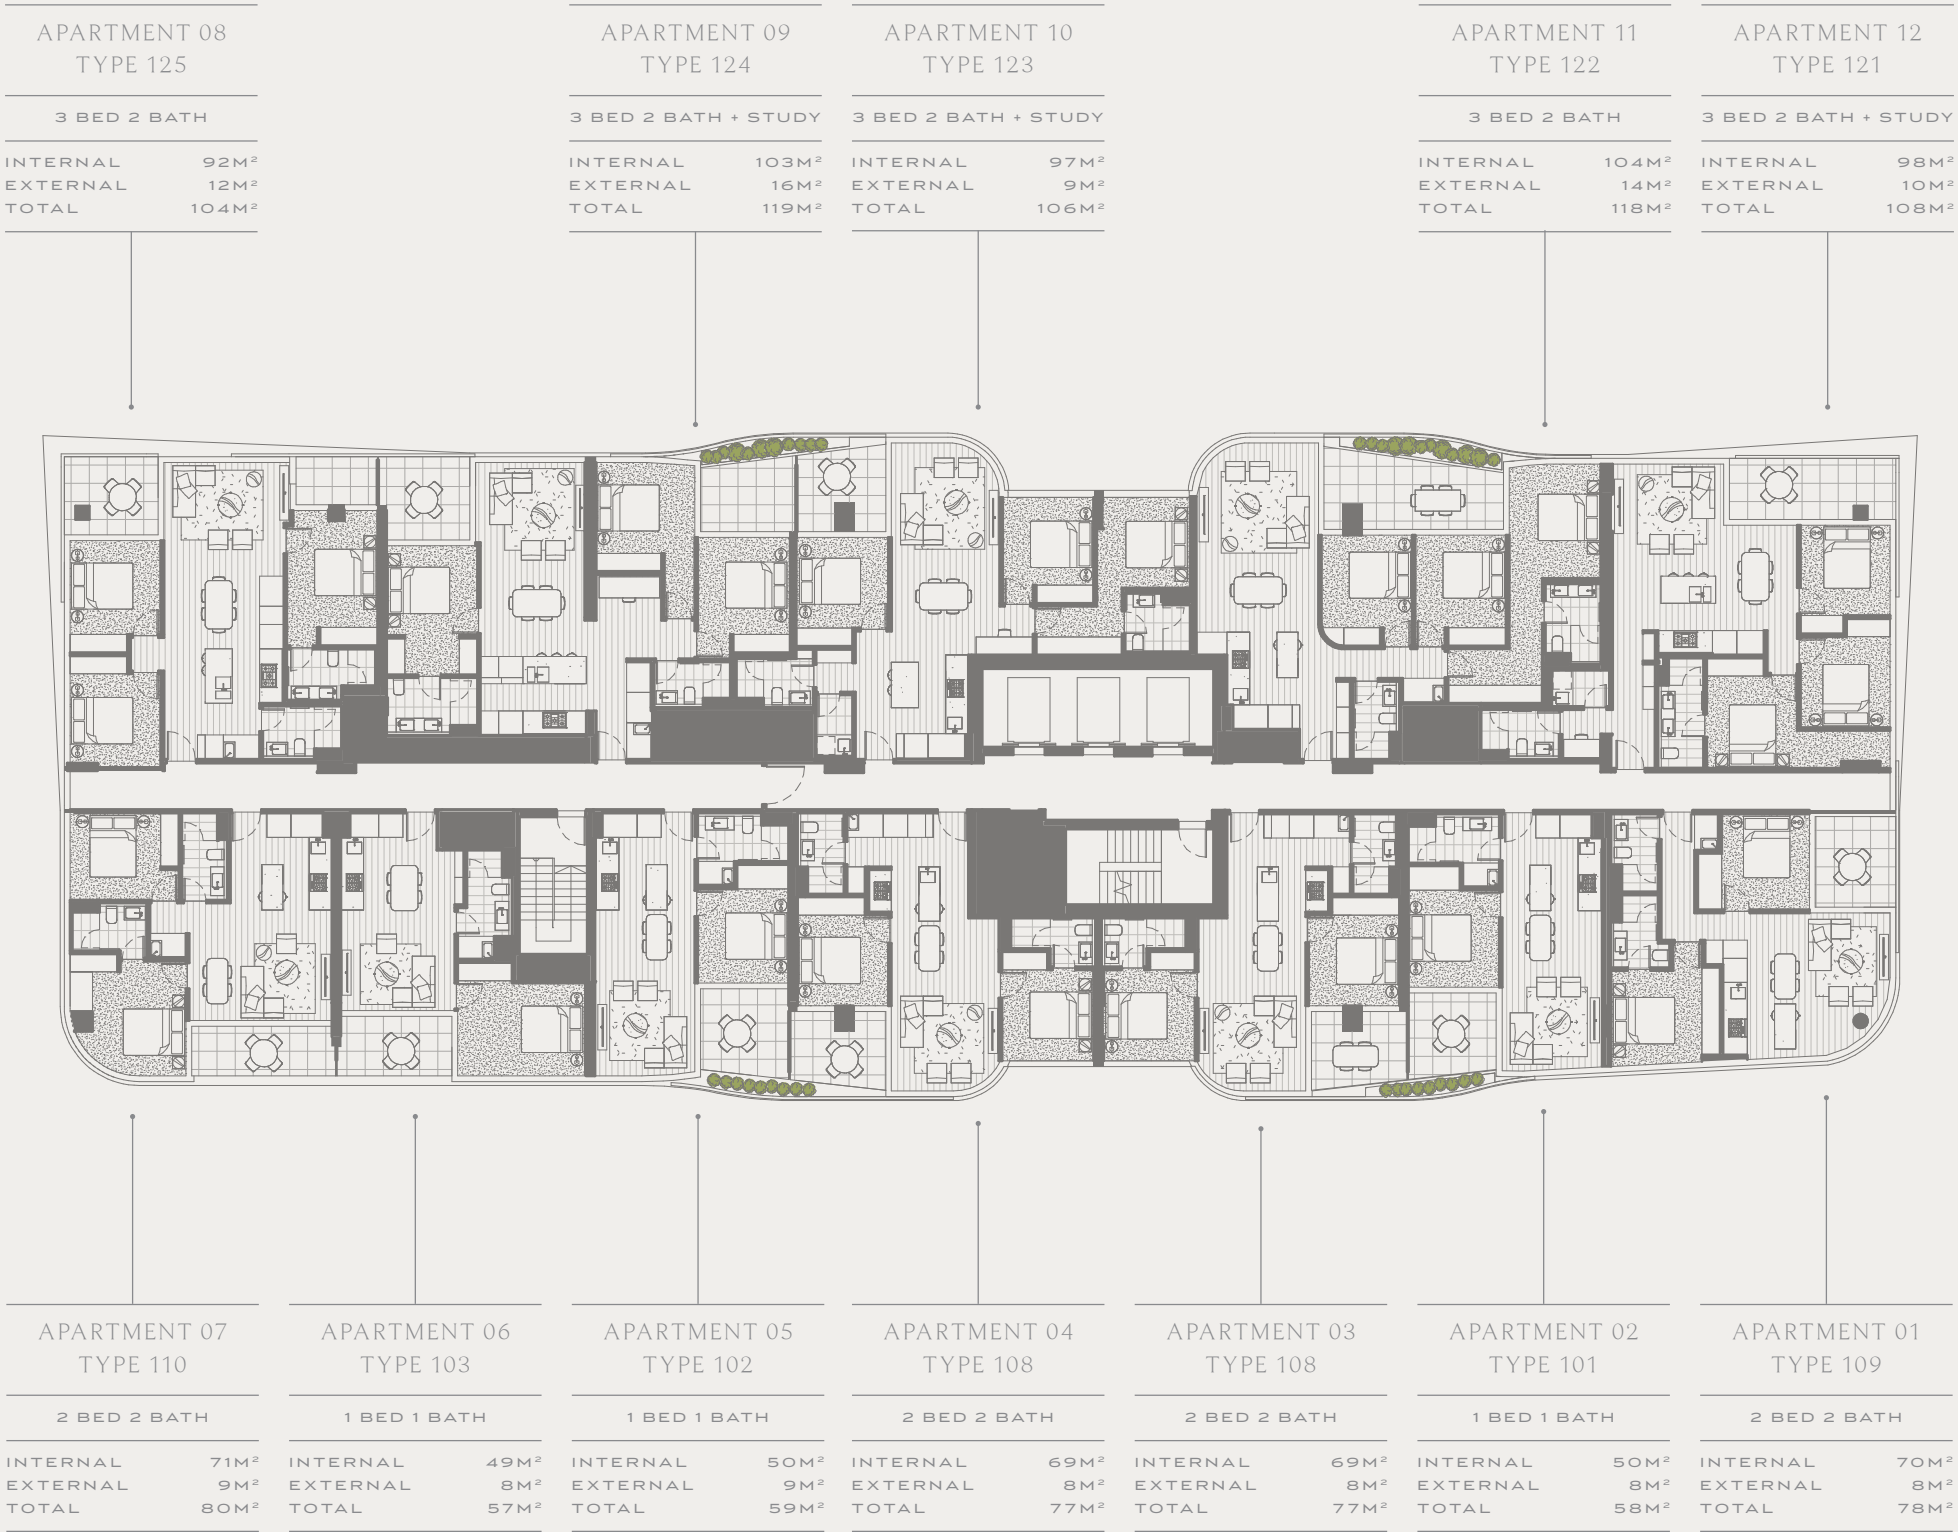 APARTMENT 08
TYPE 125
3 BED 2 BATH
INTERNAL 92M²
EXTERNAL 12M²
TOTAL 104M²
APARTMENT 09
TYPE 124
3 BED 2 BATH + STUDY
INTERNAL 103M²
EXTERNAL 16M²
TOTAL 119M²
APARTMENT 10
TYPE 123
3 BED 2 BATH + STUDY
INTERNAL 97M²
EXTERNAL 9M²
TOTAL 106M²
APARTMENT 11
TYPE 122
3 BED 2 BATH
INTERNAL 104M²
EXTERNAL 14M²
TOTAL 118M²
APARTMENT 12
TYPE 121
3 BED 2 BATH + STUDY
INTERNAL 98M²
EXTERNAL 10M²
TOTAL 108M²
APARTMENT 07
TYPE 110
2 BED 2 BATH
INTERNAL 71M²
EXTERNAL 9M²
TOTAL 80M²
APARTMENT 06
TYPE 103
1 BED 1 BATH
INTERNAL 49M²
EXTERNAL 8M²
TOTAL 57M²
APARTMENT 05
TYPE 102
1 BED 1 BATH
INTERNAL 50M²
EXTERNAL 9M²
TOTAL 59M²
APARTMENT 04
TYPE 108
2 BED 2 BATH
INTERNAL 69M²
EXTERNAL 8M²
TOTAL 77M²
APARTMENT 03
TYPE 108
2 BED 2 BATH
INTERNAL 69M²
EXTERNAL 8M²
TOTAL 77M²
APARTMENT 02
TYPE 101
1 BED 1 BATH
INTERNAL 50M²
EXTERNAL 8M²
TOTAL 58M²
APARTMENT 01
TYPE 109
2 BED 2 BATH
INTERNAL 70M²
EXTERNAL 8M²
TOTAL 78M²